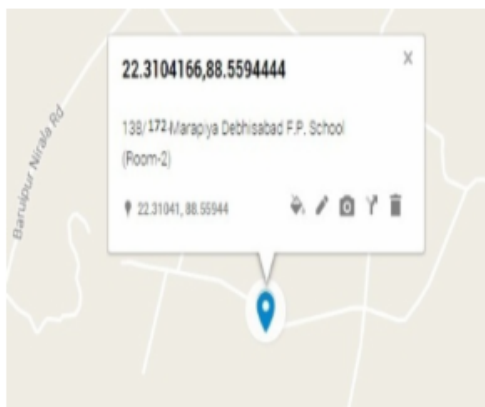 22.3104166,88.5594444
138/172-Marapiya Debhisabad F.P. School
(Room-2)
22.31041, 88.55944
Baruipur Nirala Rd